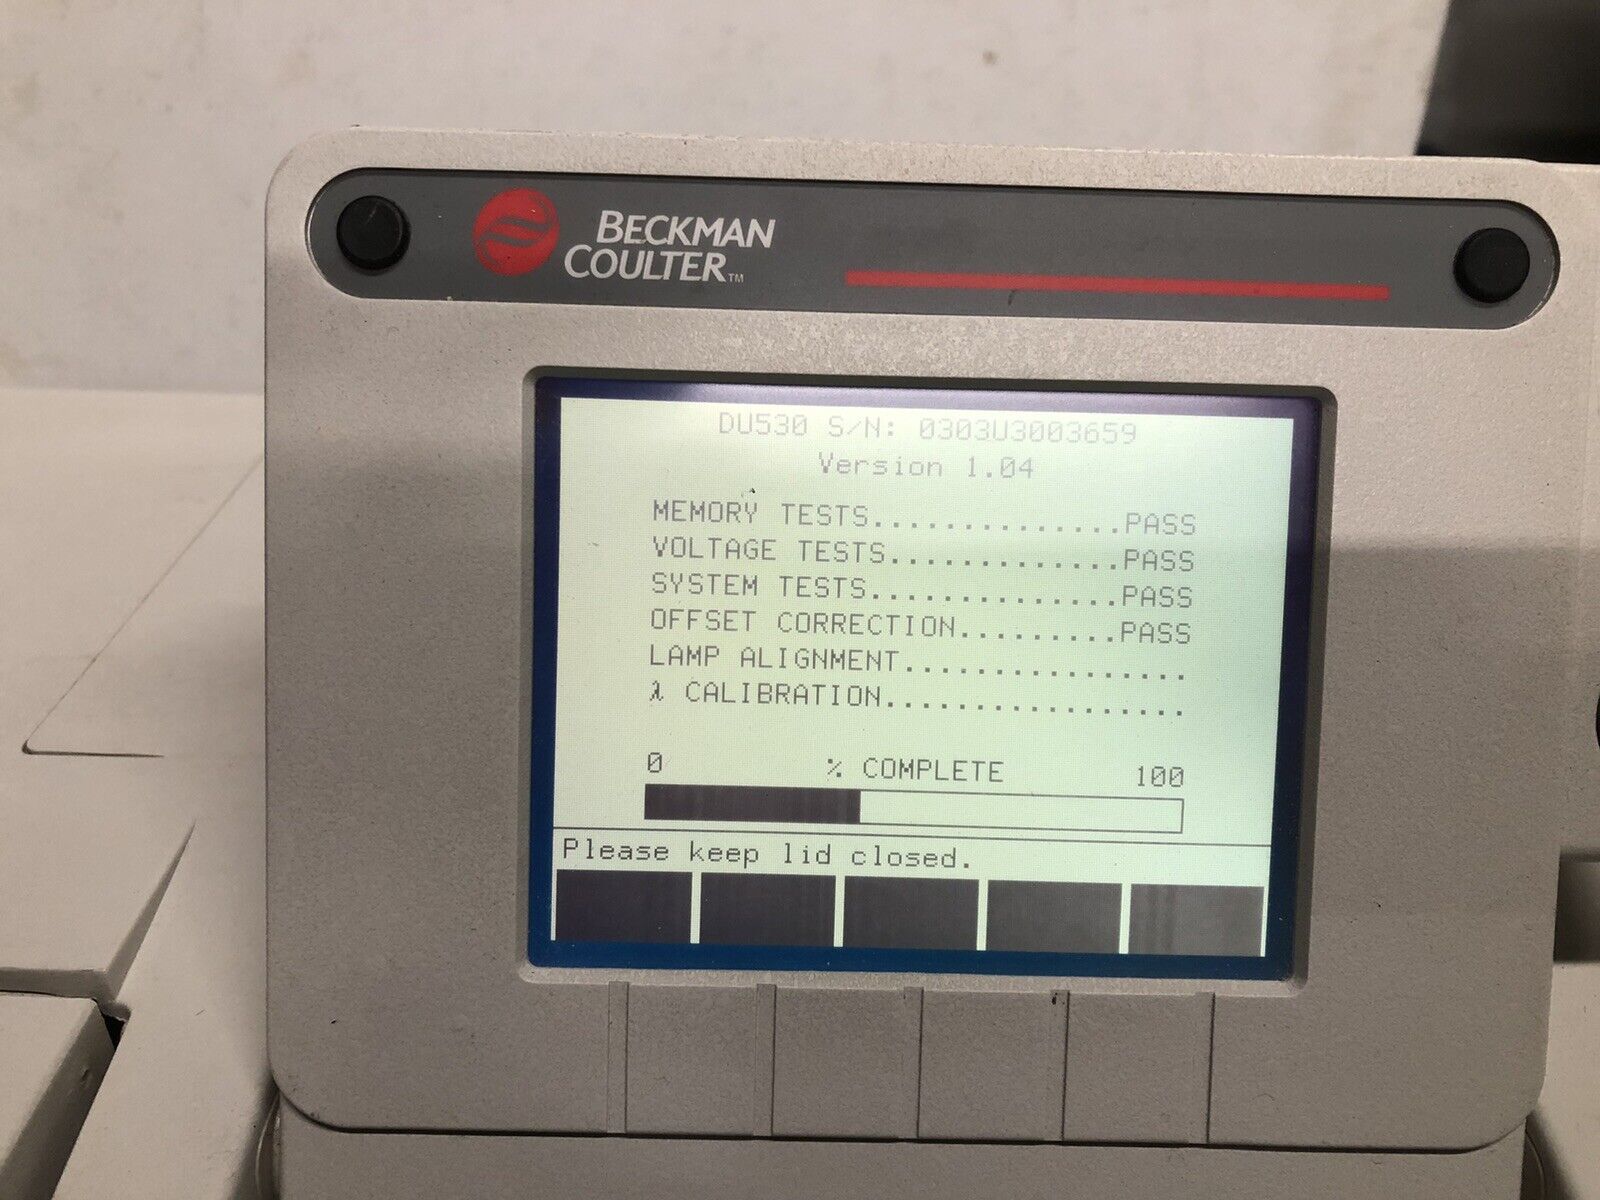 BECKMAN
COULTER™
DU530 S/N: 0303U3003659
Version 1.04
MEMORY TESTS..............PASS
VOLTAGE TESTS.............PASS
SYSTEM TESTS..............PASS
OFFSET CORRECTION.........PASS
LAMP ALIGNMENT................
λ CALIBRATION.................
0 % COMPLETE 100
Please keep lid closed.